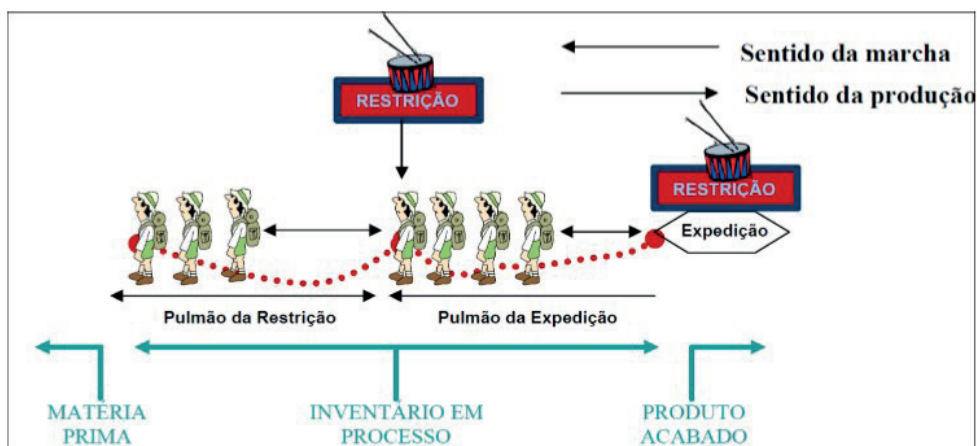 RESTRIÇÃO
Sentido da marcha
Sentido da produção
RESTRIÇÃO
Expedição
Pulmão da Restrição
Pulmão da Expedição
MATÉRIA
PRIMA
INVENTÁRIO EM
PROCESSO
PRODUTO
ACABADO